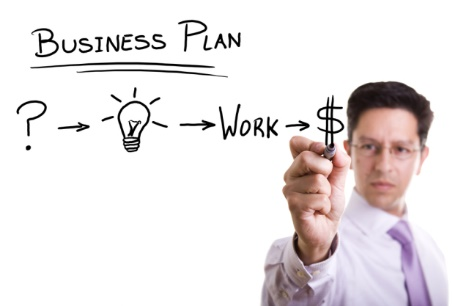 BUSINESS PLAN
? → → WORK → $